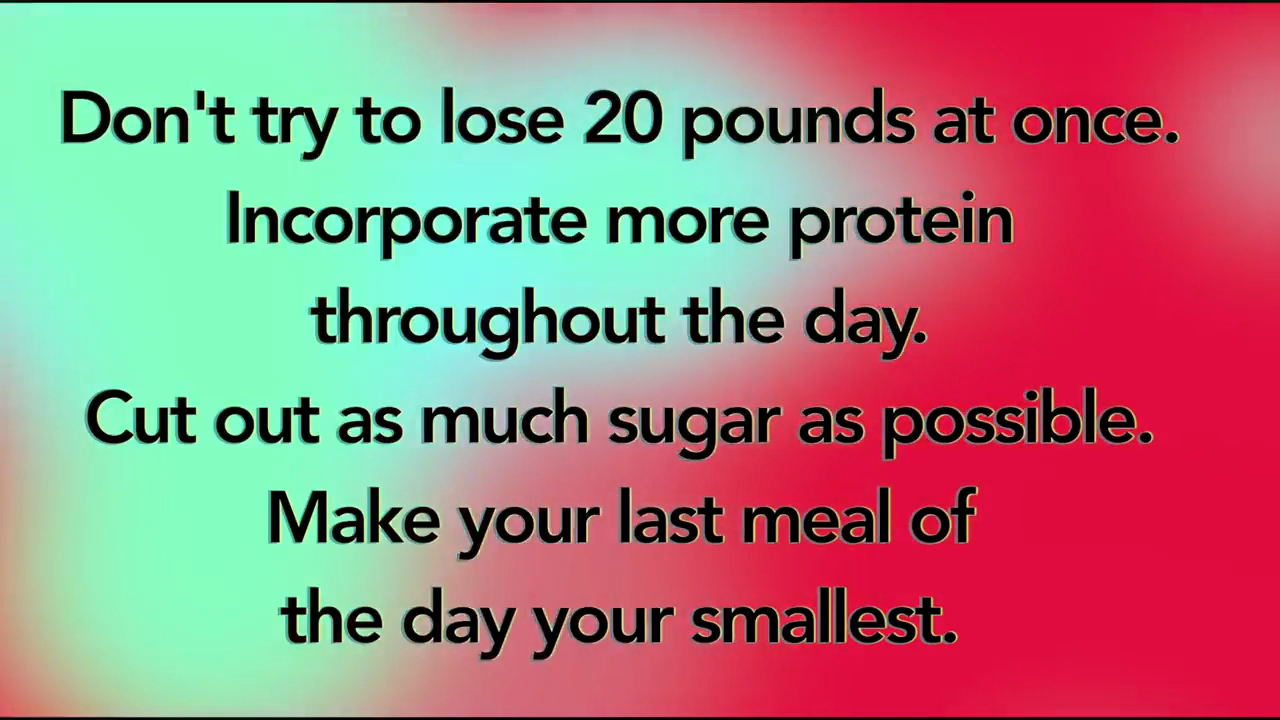 Don't try to lose 20 pounds at once.
Incorporate more protein
throughout the day.
Cut out as much sugar as possible.
Make your last meal of
the day your smallest.